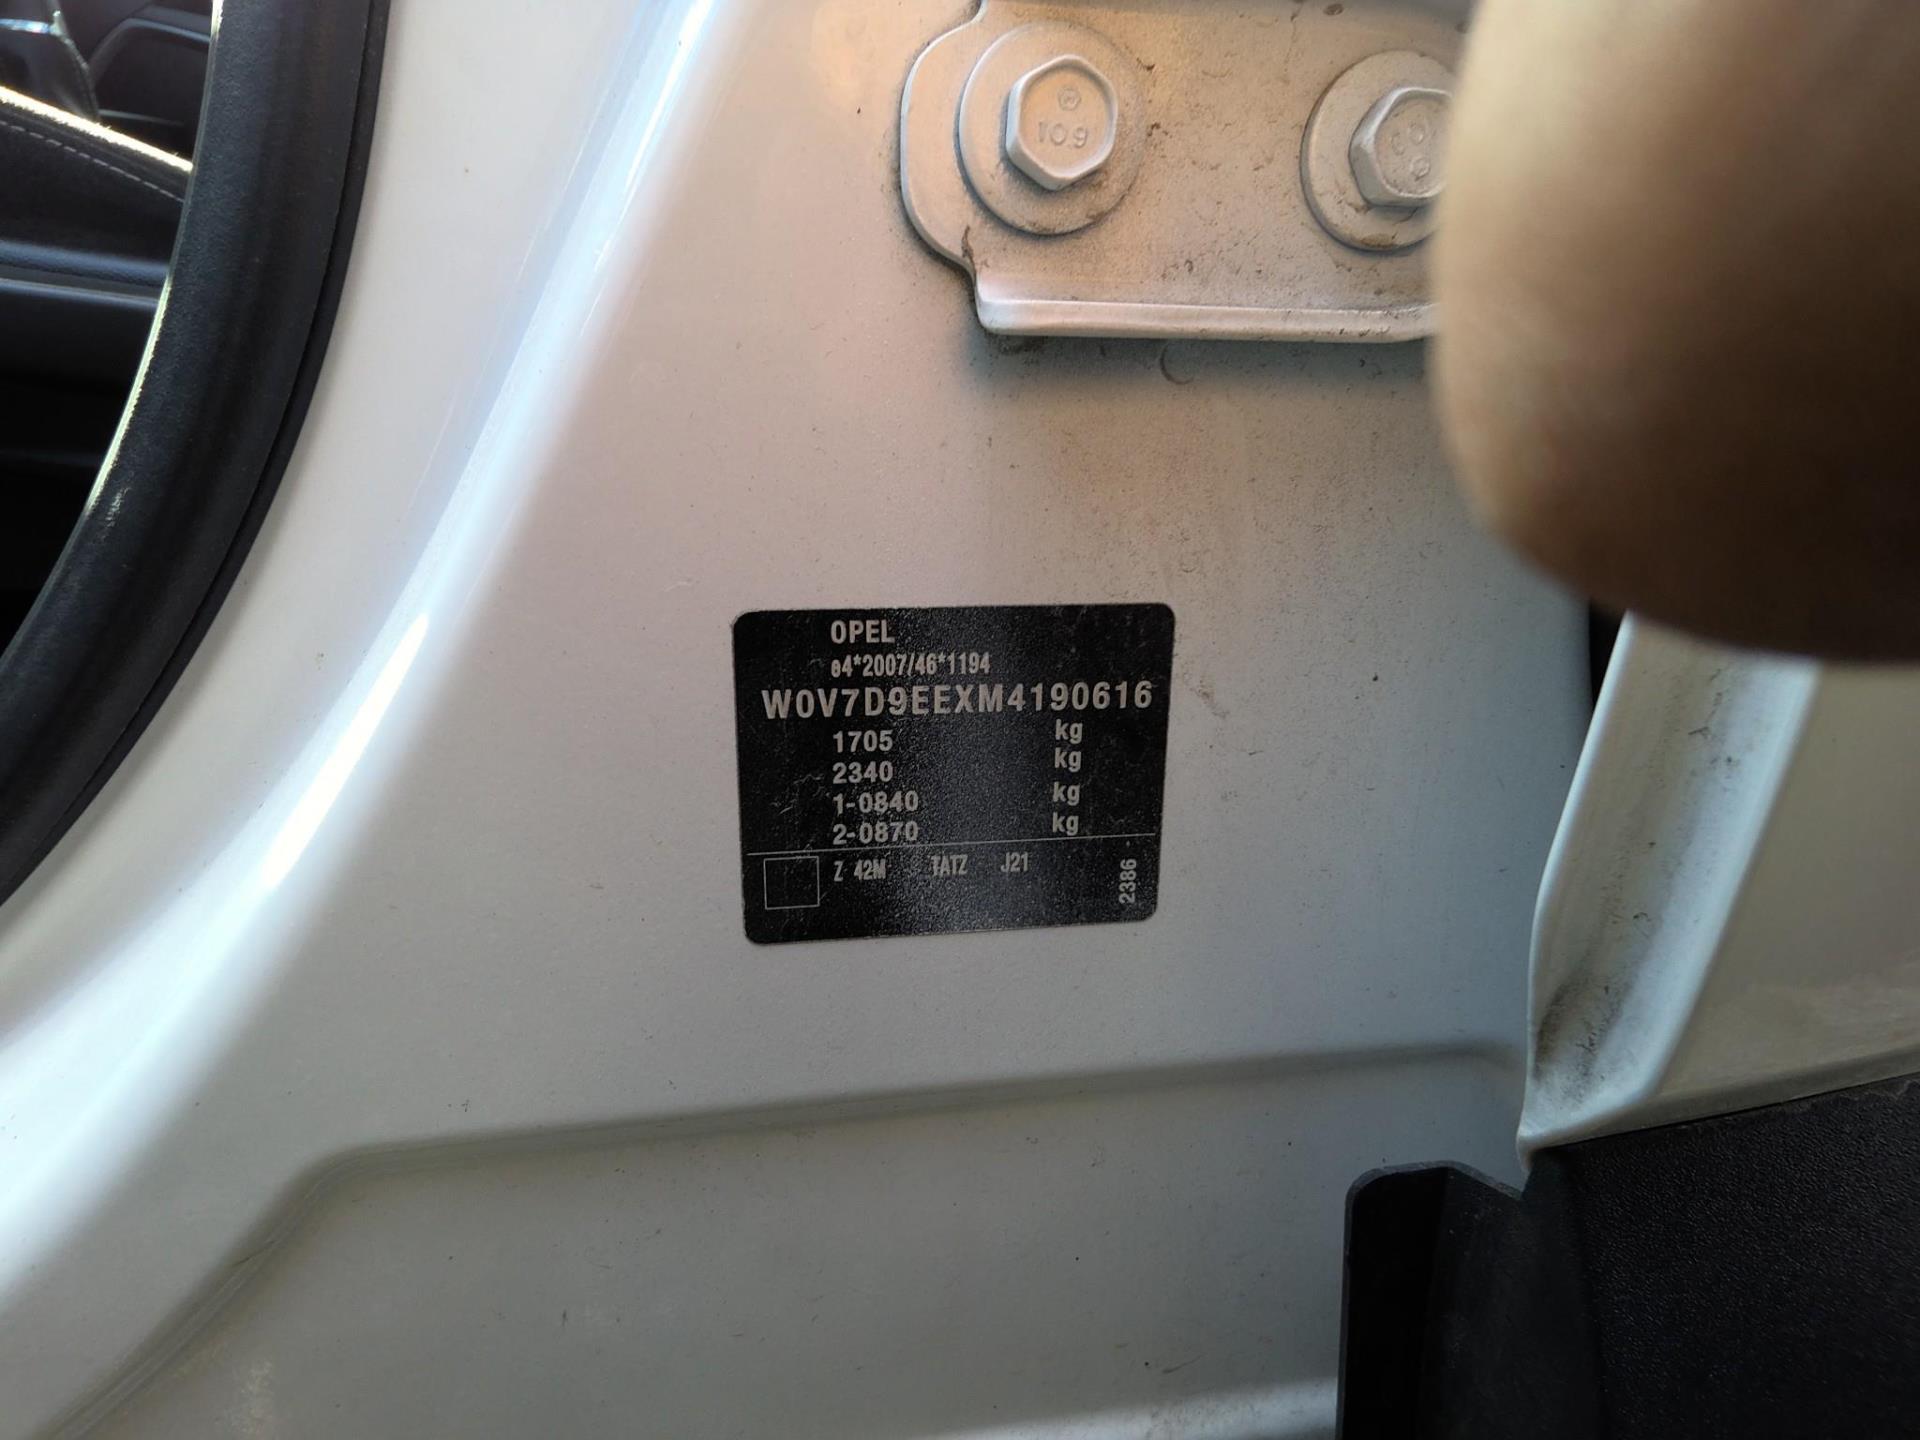 109
OPEL
e4*2007/46*1194
W0V7D9EEXM4190616
1705 kg
2340 kg
1-0840 kg
2-0870 kg
Z 42M TATZ J21
2386